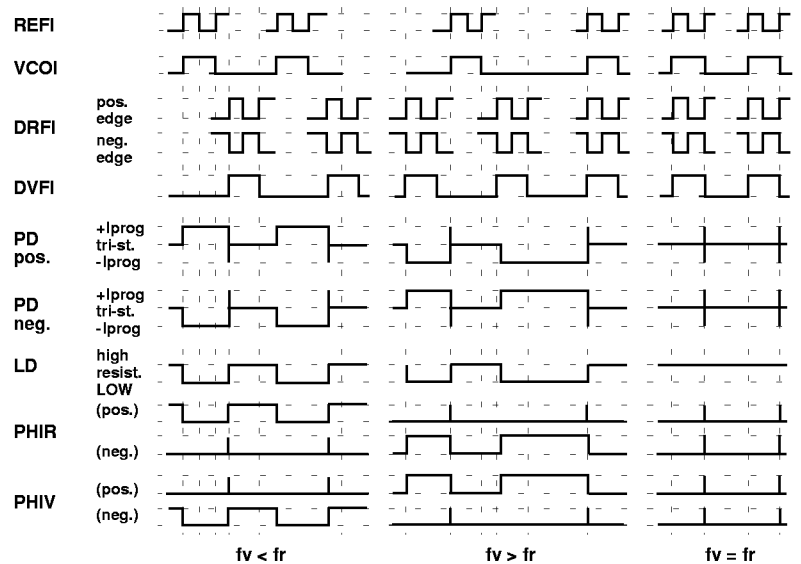 REFI
VCOI
DRFI
pos.
edge
neg.
edge
DVFI
PD
pos.
+Iprog
tri-st.
-Iprog
PD
neg.
+Iprog
tri-st.
-Iprog
LD
high
resist.
LOW
PHIR
(pos.)
(neg.)
PHIV
(pos.)
(neg.)
fv < fr
fv > fr
fv = fr